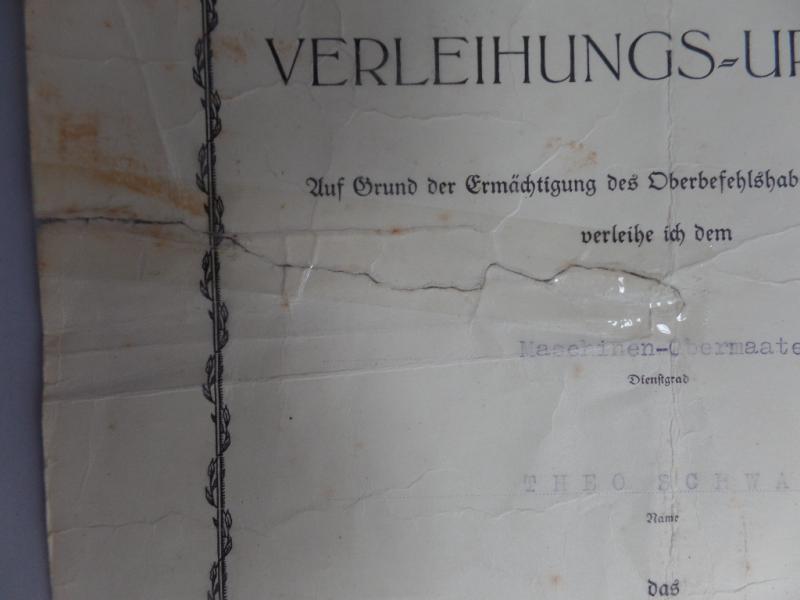 VERLEIHUNGS-UR
Auf Grund der Ermächtigung des Oberbefehlshab
verleihe ich dem
Maschinen-Obermaate
Dienstgrad
THEO SCHWA
Name
das